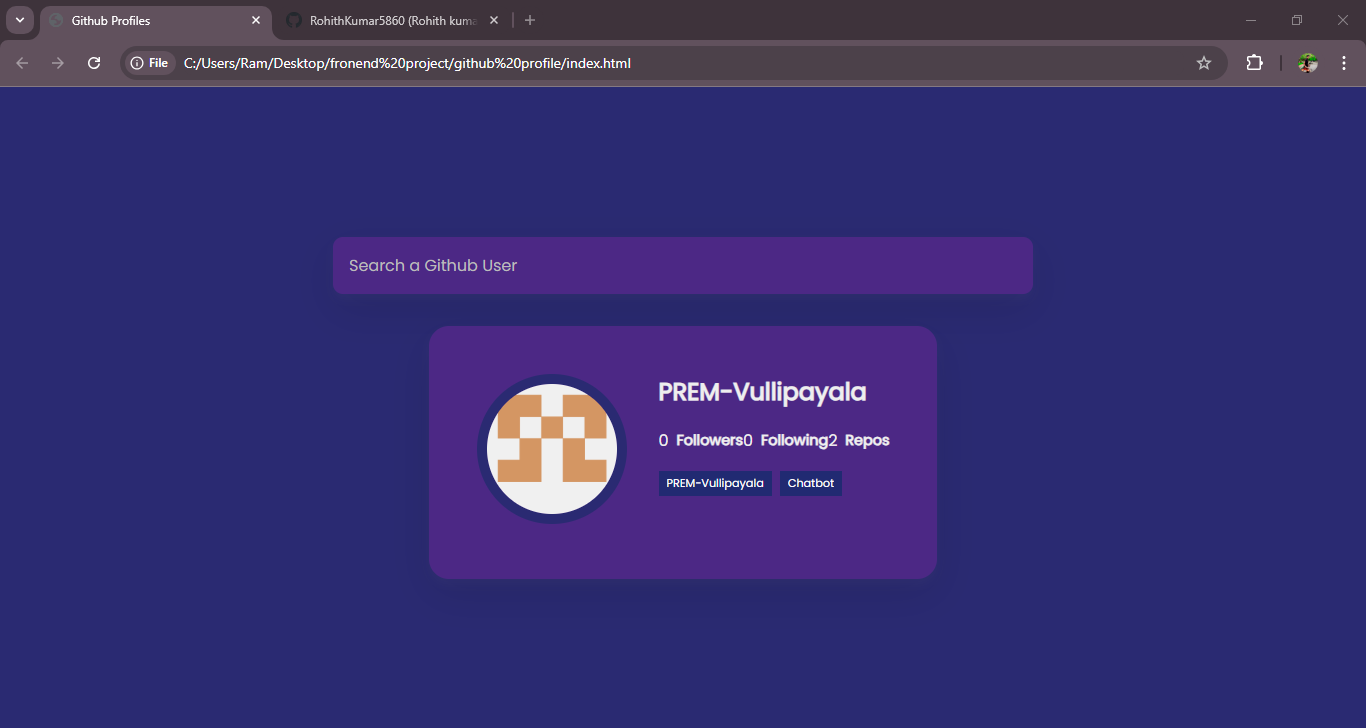 Github Profiles
RohithKumar5860 (Rohith kuma
File
C:/Users/Ram/Desktop/fronend%20project/github%20profile/index.html
Search a Github User
PREM-Vullipayala
0 Followers0 Following2 Repos
PREM-Vullipayala Chatbot